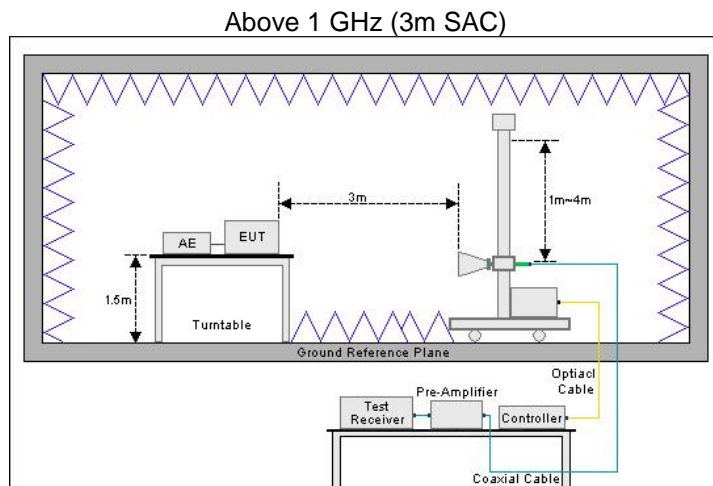 Above 1 GHz (3m SAC)
3m
1m~4m
AE
EUT
1.5m
Turntable
Ground Reference Plane
Optiacl
Cable
Pre-Amplifier
Test
Receiver
Controller
Coaxial Cable